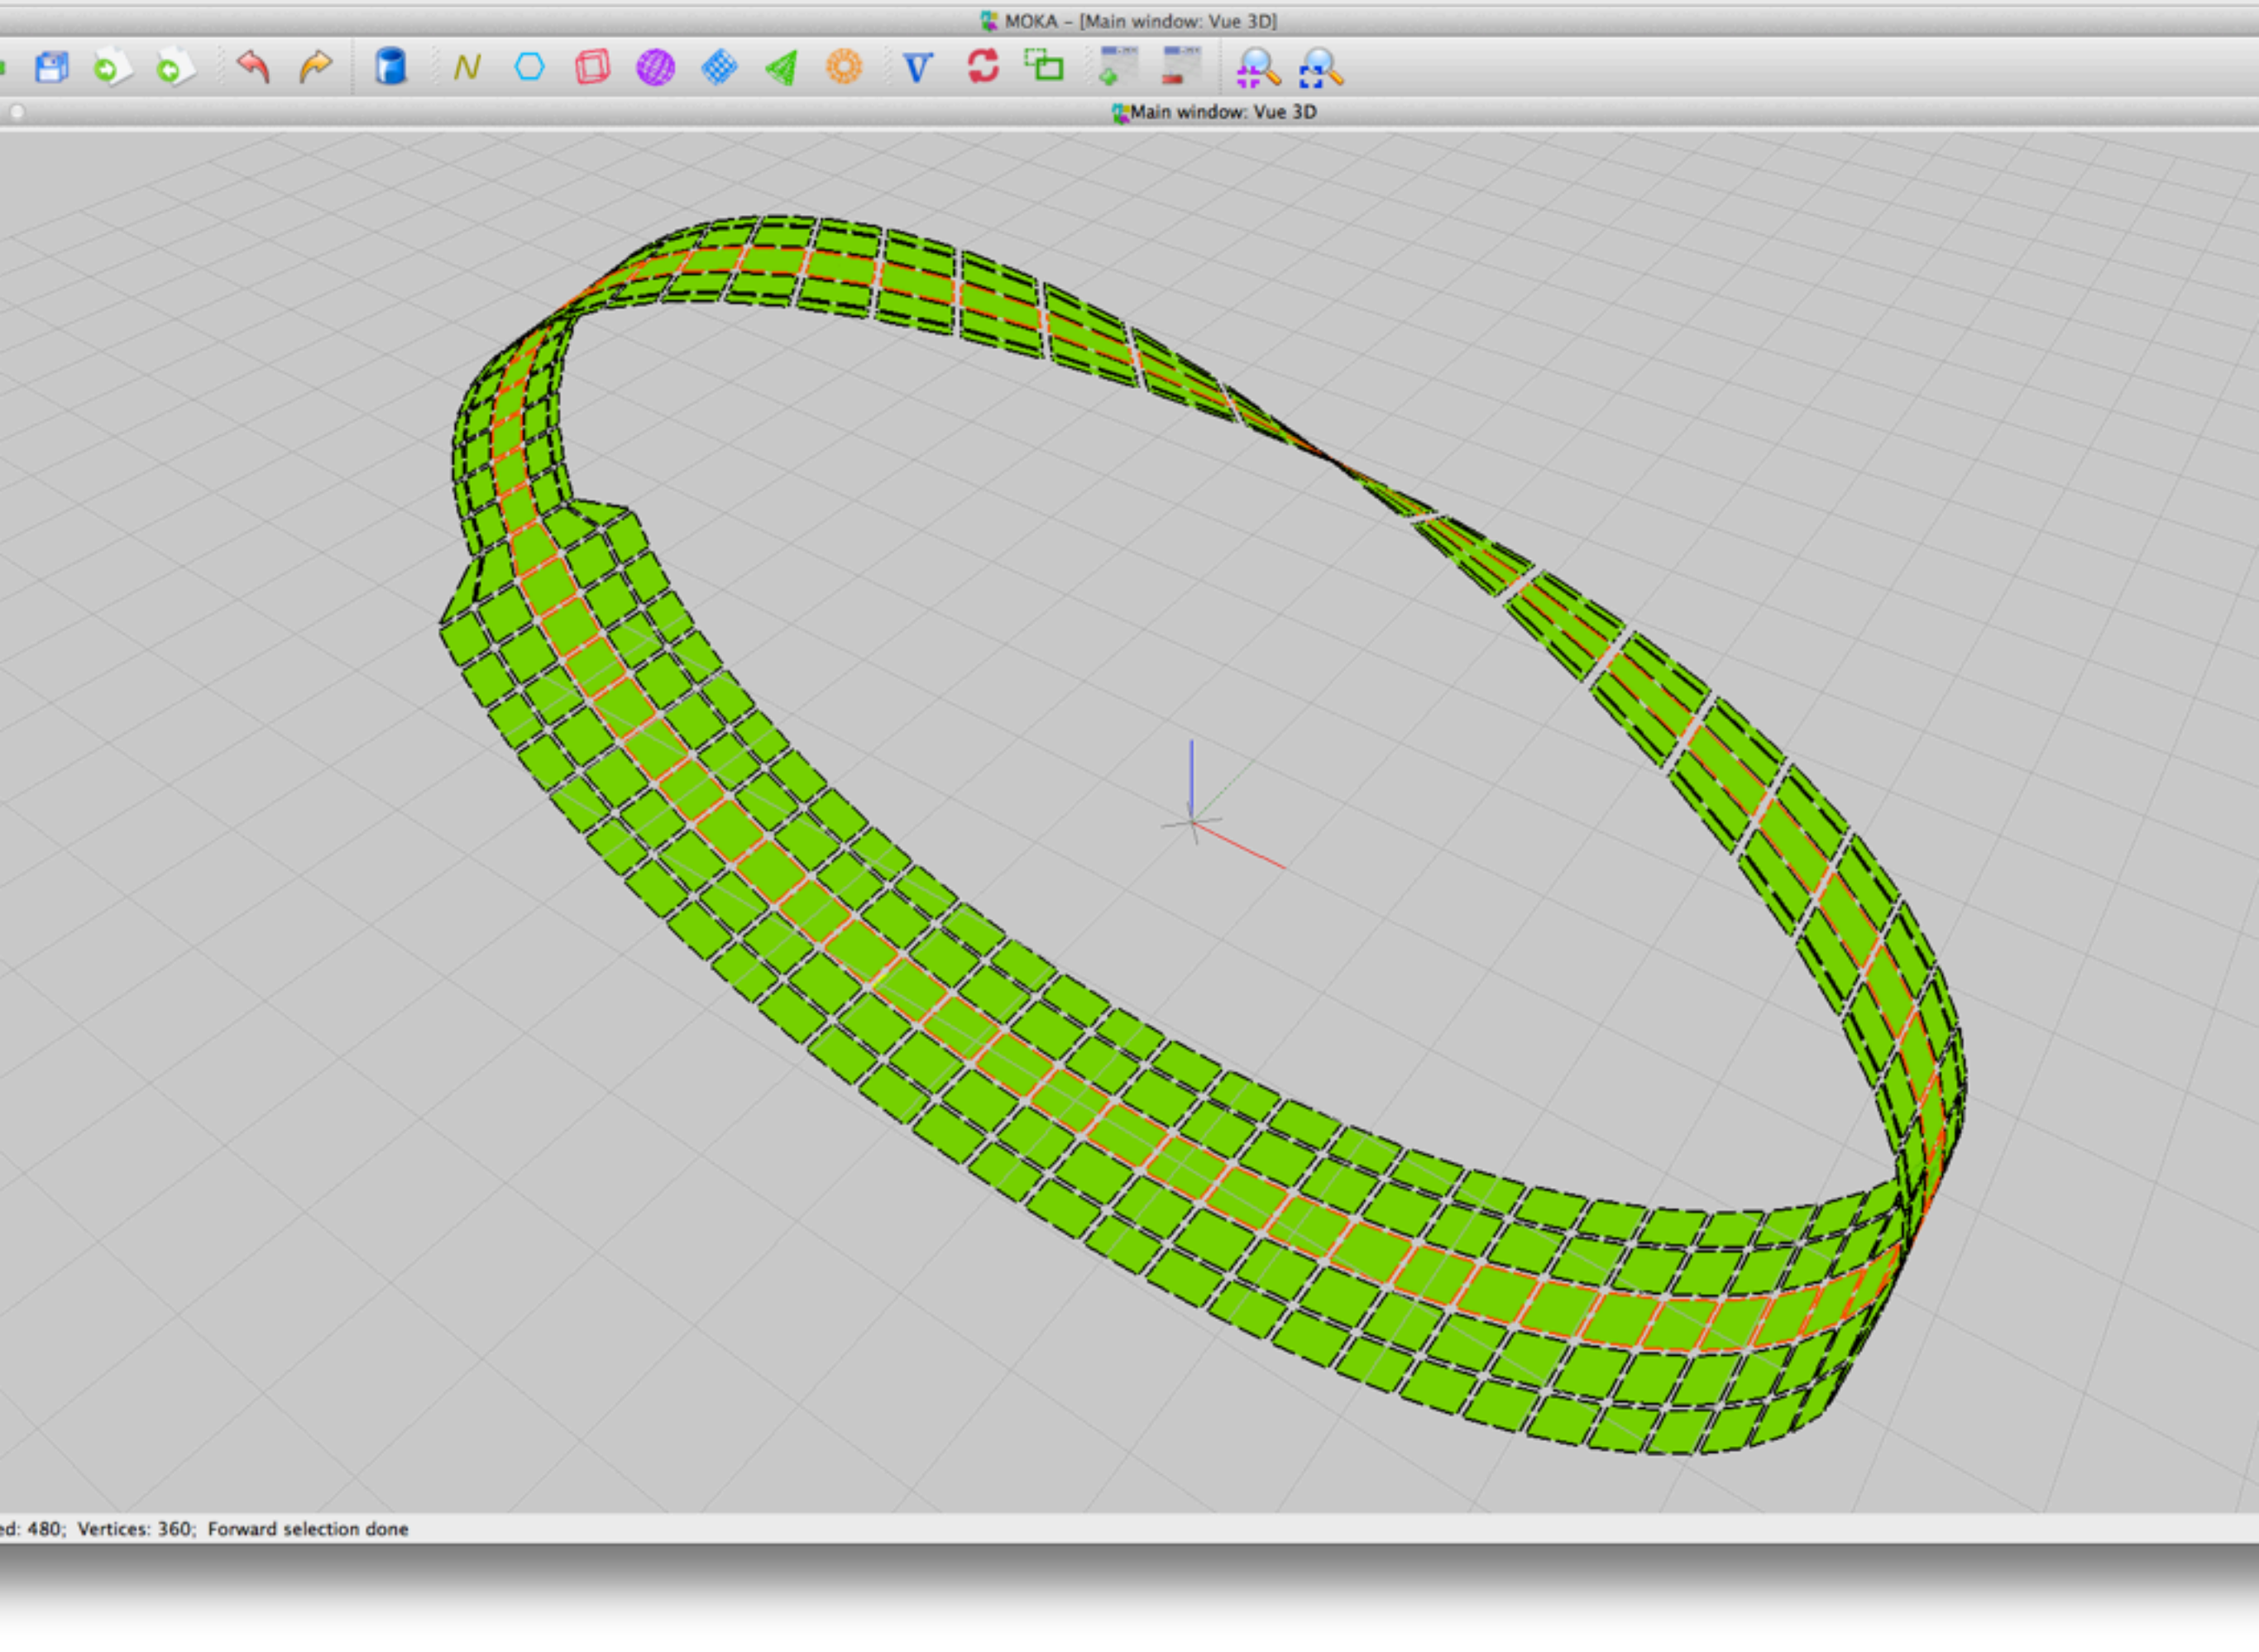 MOKA – [Main window: Vue 3D]
V
Main window: Vue 3D
ed: 480; Vertices: 360; Forward selection done